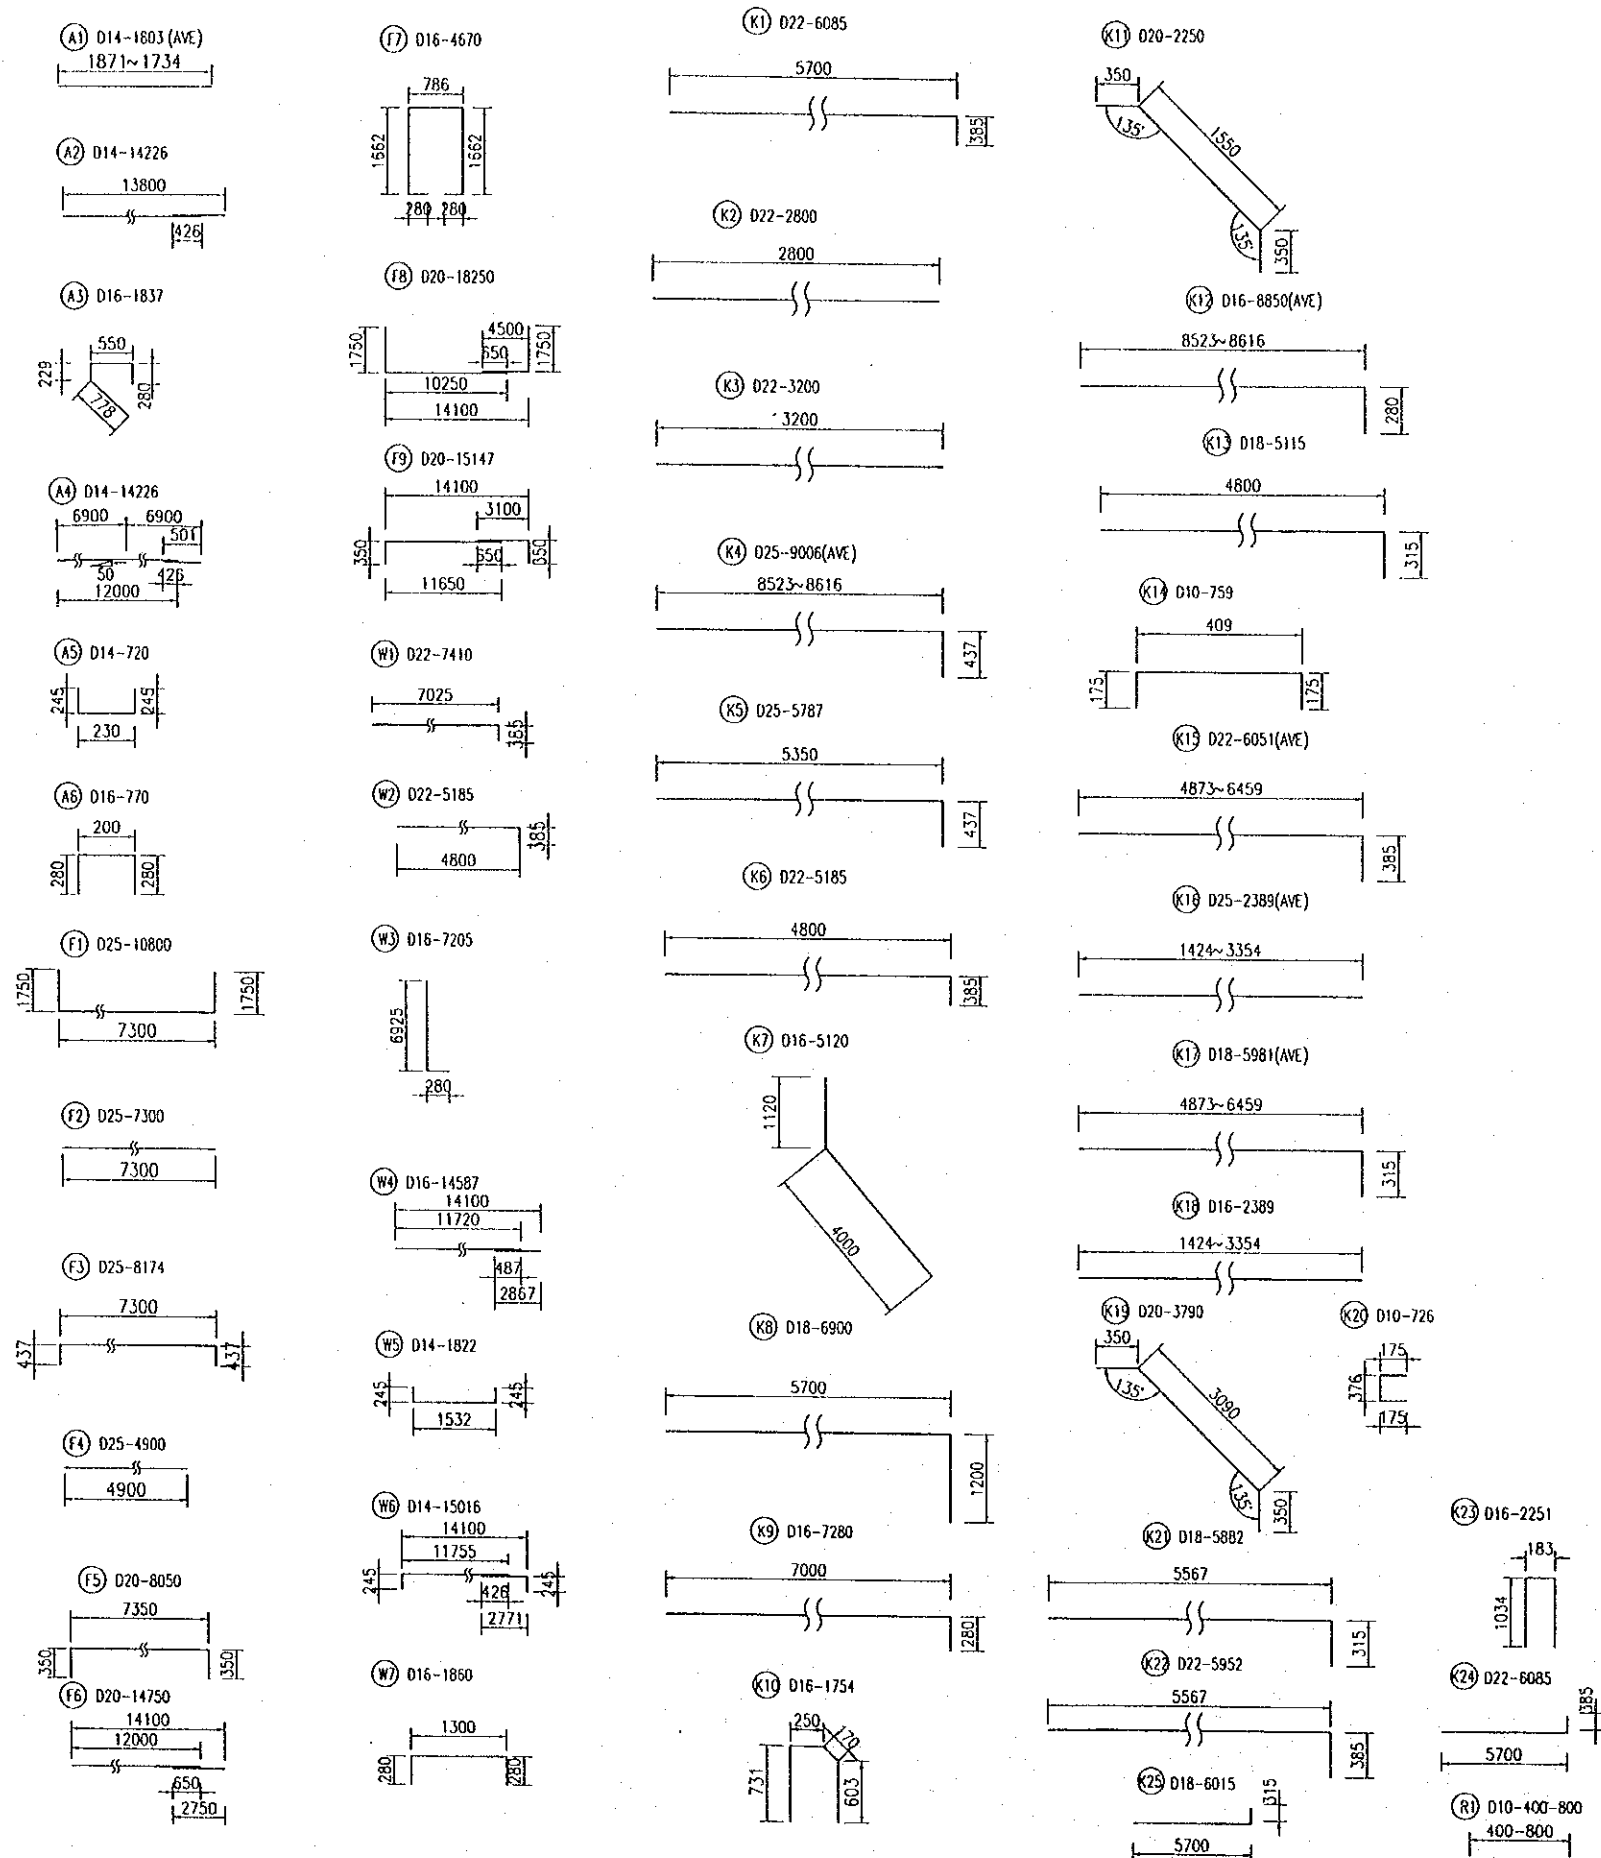 A1 D14-1803(AVE)
1871~1734
A2 D14-14226
13800
426
A3 D16-1837
550
229
280
778
A4 D14-14226
6900 6900
501
50 426
12000
A5 D14-720
245 245
230
A6 D16-770
200
280 280
F1 D25-10800
1750 1750
7300
F2 D25-7300
7300
F3 D25-8174
7300
437 437
F4 D25-4900
4900
F5 D20-8050
7350
350 350
F6 D20-14750
14100
12000
650
2750
F7 D16-4670
786
1662 1662
280 280
F8 D20-18250
1750 4500 1750
650
10250
14100
F9 D20-15147
14100
3100
350 650 350
11650
W1 D22-7410
7025
385
W2 D22-5185
385
4800
W3 D16-7205
6925
280
W4 D16-14587
14100
11720
487
2867
W5 D14-1822
245 245
1532
W6 D14-15016
14100
11755
245 245
426
2771
W7 D16-1860
1300
280 280
K1 D22-6085
5700
385
K2 D22-2800
2800
K3 D22-3200
3200
K4 D25-9006(AVE)
8523~8616
437
K5 D25-5787
5350
437
K6 D22-5185
4800
385
K7 D16-5120
1120
4000
K8 D18-6900
5700
1200
K9 D16-7280
7000
280
K10 D16-1754
250 170
731 603
K11 D20-2250
350
135°
1550
135°
350
K12 D16-8850(AVE)
8523~8616
280
K13 D18-5115
4800
315
K14 D10-759
409
175 175
K15 D22-6051(AVE)
4873~6459
385
K16 D25-2389(AVE)
1424~3354
K17 D18-5981(AVE)
4873~6459
315
K18 D16-2389
1424~3354
K19 D20-3790
350
135°
3090
135°
350
K20 D10-726
175
376
175
K21 D18-5882
5567
315
K22 D22-5952
5567
385
K25 D18-6015
315
5700
K23 D16-2251
183
1034
K24 D22-6085
385
5700
R1 D10-400-800
400-800